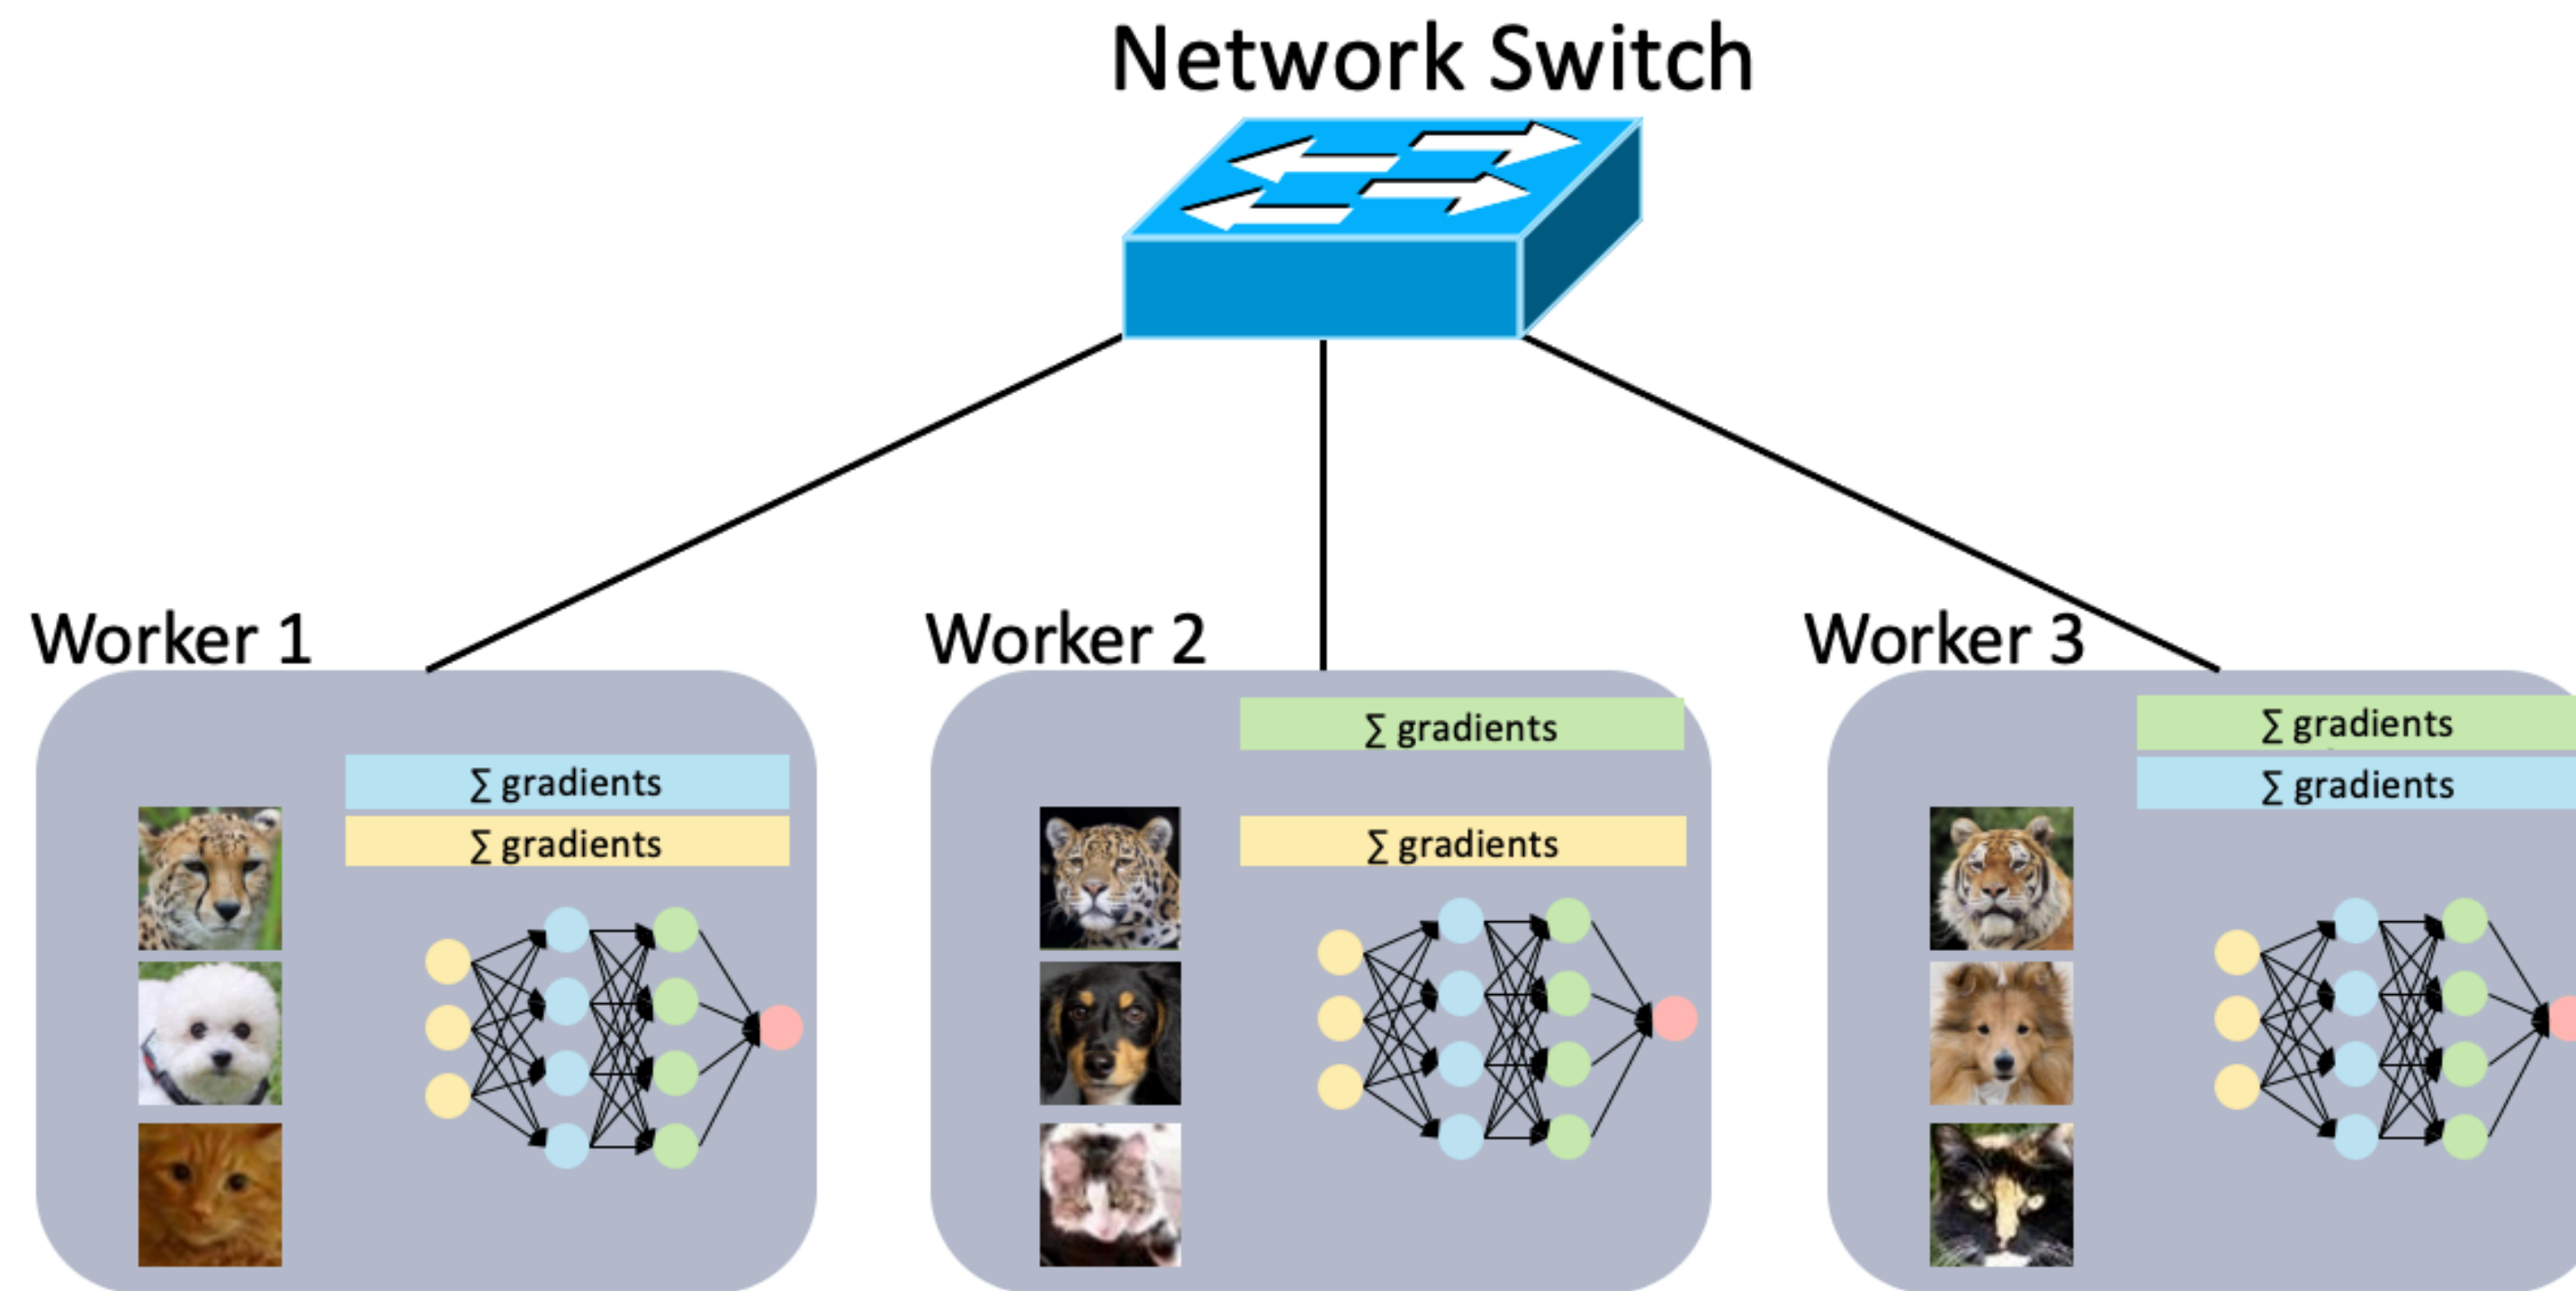 Network Switch
Worker 1
Worker 2
Worker 3
∑ gradients
∑ gradients
∑ gradients
∑ gradients
∑ gradients
∑ gradients